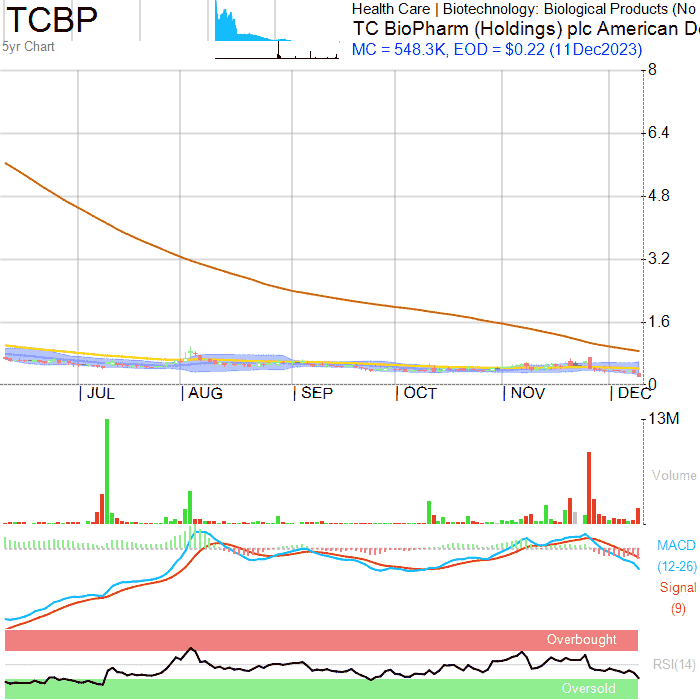 TCBP
5yr Chart
Health Care | Biotechnology: Biological Products (No
TC BioPharm (Holdings) plc American De
MC = 548.3K, EOD = $0.22 (11Dec2023)
8
6.4
4.8
3.2
1.6
0
JUL
AUG
SEP
OCT
NOV
DEC
13M
Volume
MACD
(12-26)
Signal
(9)
Overbought
RSI(14)
Oversold